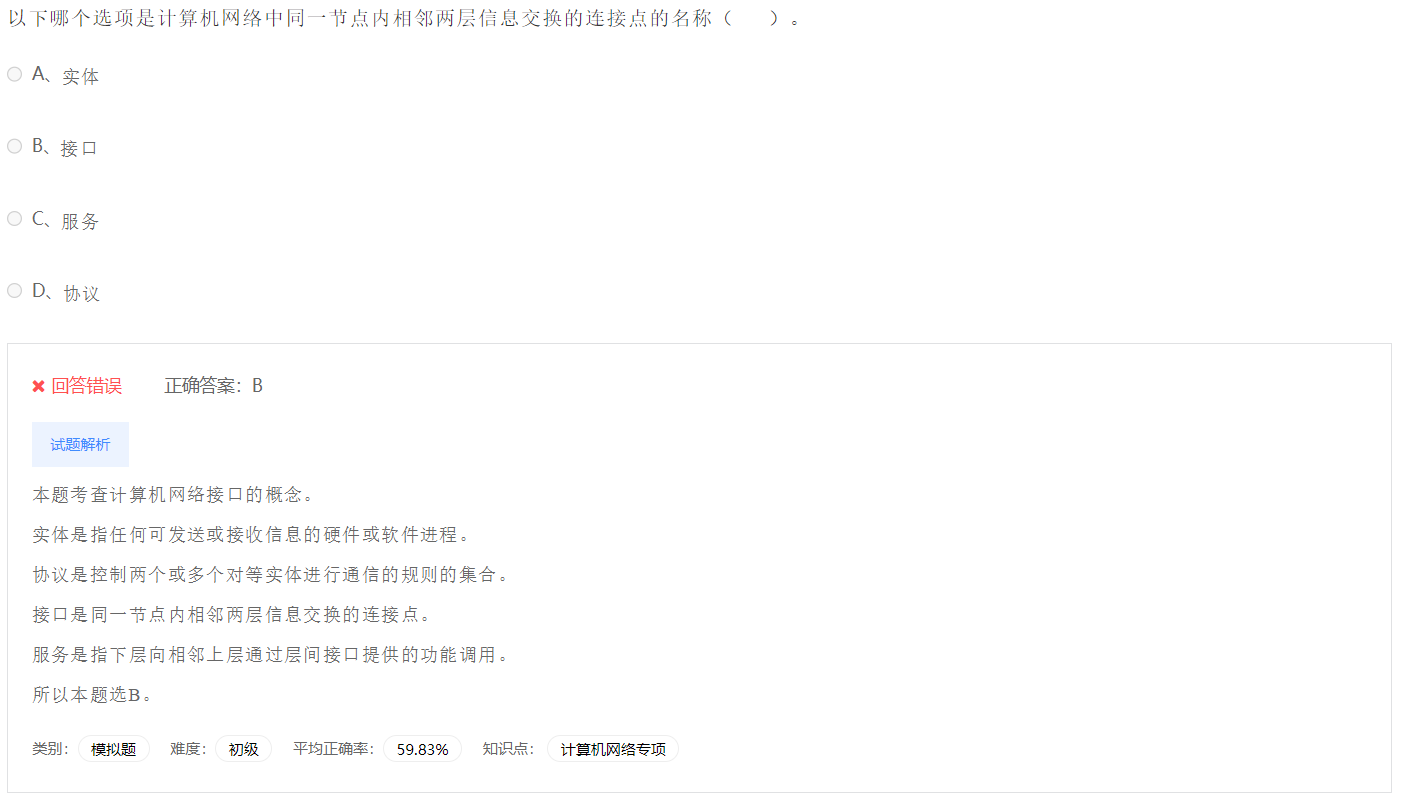 以下哪个选项是计算机网络中同一节点内相邻两层信息交换的连接点的名称（　　）。
A、实体
B、接口
C、服务
D、协议
回答错误 正确答案：B
试题解析
本题考查计算机网络接口的概念。
实体是指任何可发送或接收信息的硬件或软件进程。
协议是控制两个或多个对等实体进行通信的规则的集合。
接口是同一节点内相邻两层信息交换的连接点。
服务是指下层向相邻上层通过层间接口提供的功能调用。
所以本题选B。
类别： 模拟题 难度： 初级 平均正确率： 59.83% 知识点： 计算机网络专项